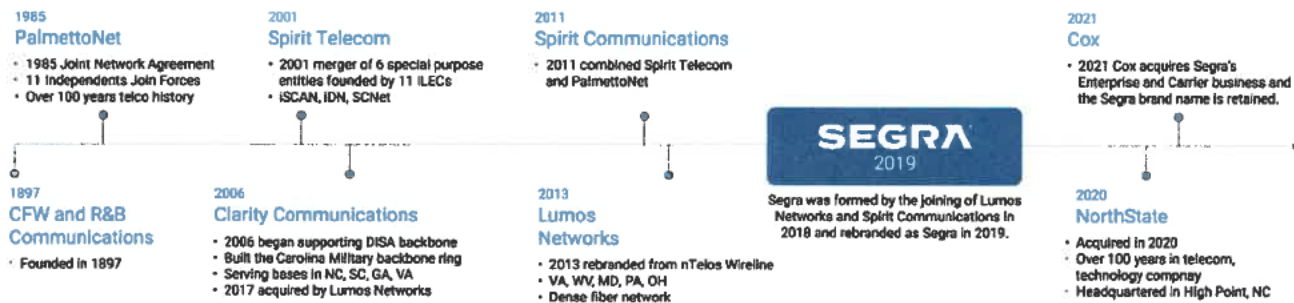 1985
PalmettoNet
• 1985 Joint Network Agreement
• 11 Independents Join Forces
• Over 100 years telco history
2001
Spirit Telecom
• 2001 merger of 6 special purpose
entities founded by 11 ILECs
• iSCAN, iDN, SCNet
2011
Spirit Communications
• 2011 combined Spirit Telecom
and PalmettoNet
2021
Cox
• 2021 Cox acquires Segra's
Enterprise and Carrier business and
the Segra brand name is retained.
SEGRA
2019
Segra was formed by the joining of Lumos
Networks and Spirit Communications in
2018 and rebranded as Segra in 2019.
1897
CFW and R&B
Communications
• Founded in 1897
2006
Clarity Communications
• 2006 began supporting DISA backbone
• Built the Carolina Military backbone ring
• Serving bases in NC, SC, GA, VA
• 2017 acquired by Lumos Networks
2013
Lumos
Networks
• 2013 rebranded from nTelos Wireline
• VA, WV, MD, PA, OH
• Dense fiber network
2020
NorthState
• Acquired in 2020
• Over 100 years in telecom,
technology compnay
• Headquartered in High Point, NC